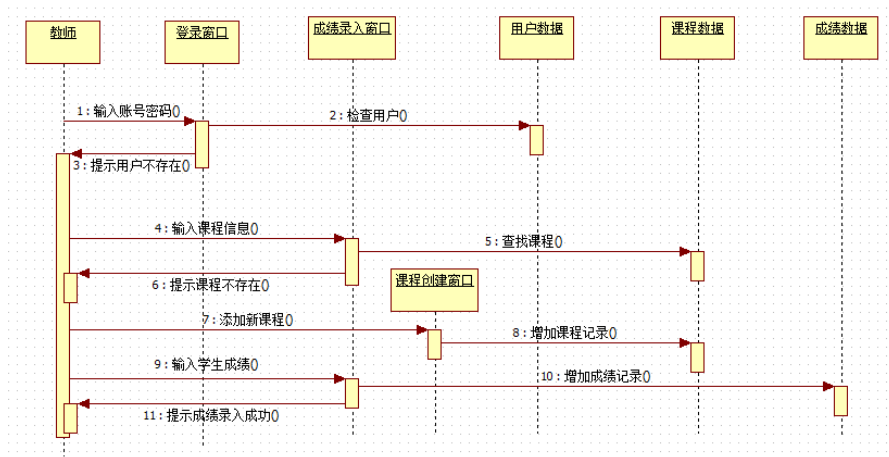 教师
登录窗口
成绩录入窗口
用户数据
课程数据
成绩数据
1 : 输入账号密码()
2 : 检查用户()
3 : 提示用户不存在()
4 : 输入课程信息()
5 : 查找课程()
6 : 提示课程不存在()
课程创建窗口
7 : 添加新课程()
8 : 增加课程记录()
9 : 输入学生成绩()
10 : 增加成绩记录()
11 : 提示成绩录入成功()